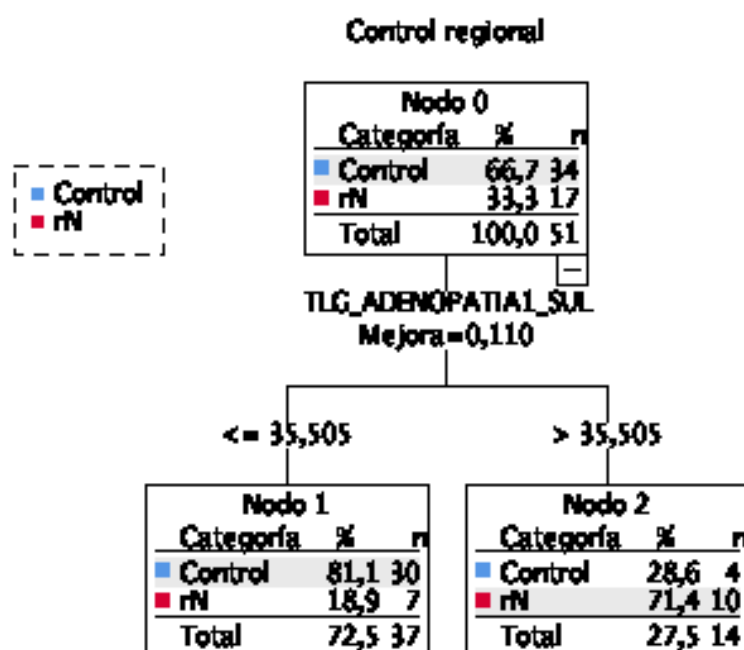 Control regional
Nodo 0
Categoría % n
Control 66,7 34
rN 33,3 17
Total 100,0 51
Control
rN
TLG_ADENOPATIA1_SUL
Mejora=0,110
<= 35,505
> 35,505
Nodo 1
Categoría % n
Control 81,1 30
rN 18,9 7
Total 72,5 37
Nodo 2
Categoría % n
Control 28,6 4
rN 71,4 10
Total 27,5 14